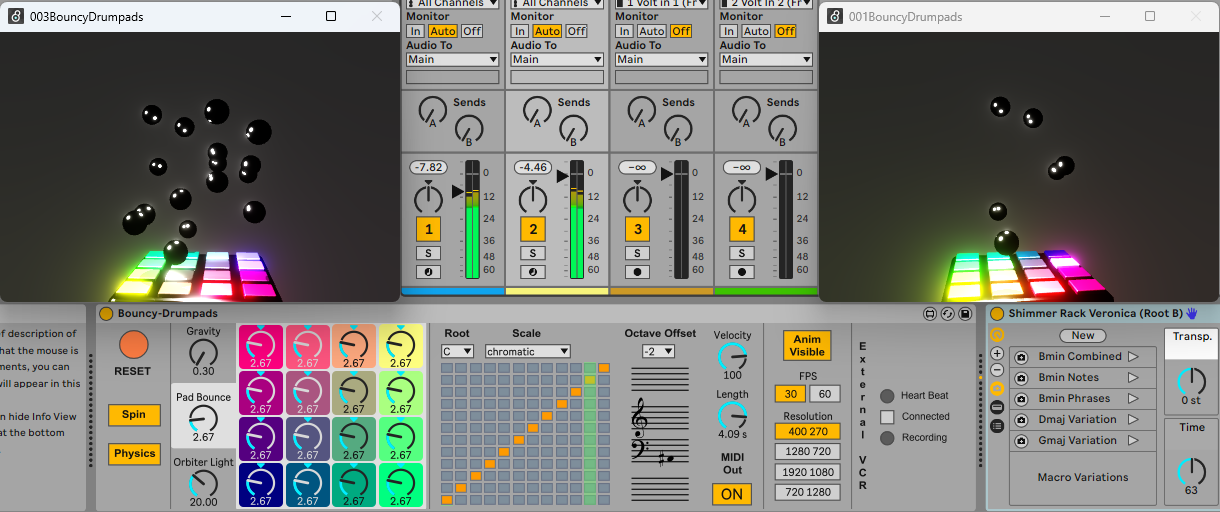 003BouncyDrumpads
All Channels
All Channels
1 Volt in 1 (Fr
2 Volt In 2 (Fr
001BouncyDrumpads
Monitor
Monitor
Monitor
Monitor
In Auto Off
In Auto Off
In Auto Off
In Auto Off
Audio To
Audio To
Audio To
Audio To
Main
Main
Main
Main
Sends
Sends
Sends
Sends
A
B
A
B
A
B
A
B
-7.82
-4.46
-∞
-∞
0
12
24
36
48
60
0
12
24
36
48
60
0
12
24
36
48
60
0
12
24
36
48
60
1
2
3
4
S
S
S
S
f description of
hat the mouse is
ments, you can
will appear in this
n hide Info View
at the bottom
Bouncy-Drumpads
RESET
Spin
Physics
Gravity
0.30
Pad Bounce
2.67
Orbiter Light
20.00
2.67 2.67 2.67 2.67
2.67 2.67 2.67 2.67
2.67 2.67 2.67 2.67
2.67 2.67 2.67 2.67
Root
Scale
C
chromatic
Octave Offset
-2
Velocity
100
Length
4.09 s
MIDI
Out
ON
Anim
Visible
FPS
30 60
Resolution
400 270
1280 720
1920 1080
720 1280
External VCR
Heart Beat
Connected
Recording
Shimmer Rack Veronica (Root B)
New
Bmin Combined
Bmin Notes
Bmin Phrases
Dmaj Variation
Gmaj Variation
Macro Variations
Transp.
0 st
Time
63